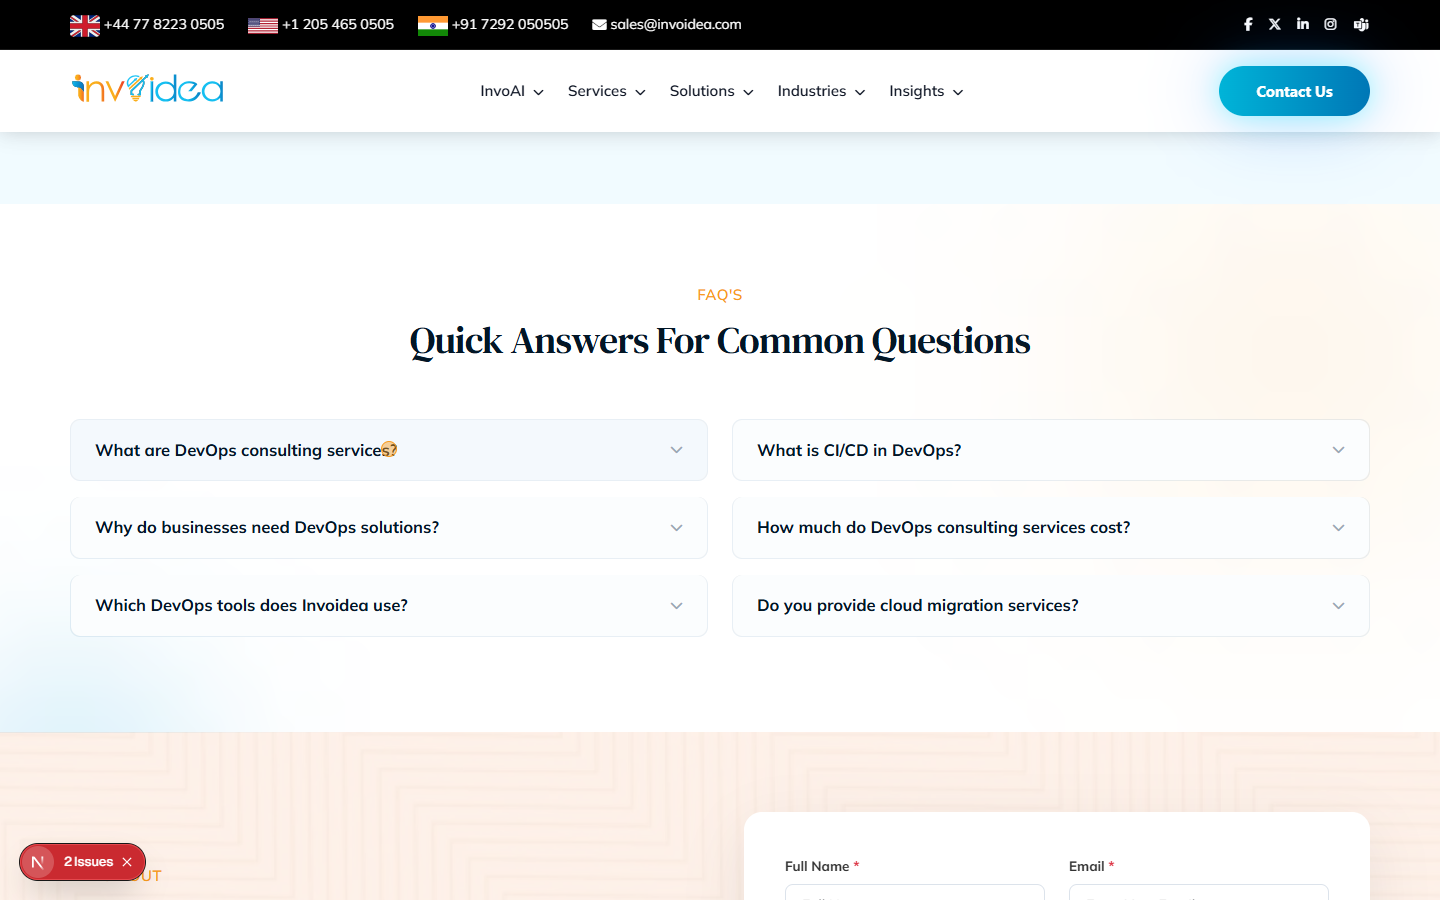 +44 77 8223 0505 +1 205 465 0505 +91 7292 050505 sales@invoidea.com
invoidea InvoAI Services Solutions Industries Insights Contact Us
FAQ'S
Quick Answers For Common Questions
What are DevOps consulting services?
What is CI/CD in DevOps?
Why do businesses need DevOps solutions?
How much do DevOps consulting services cost?
Which DevOps tools does Invoidea use?
Do you provide cloud migration services?
N 2 Issues
Full Name *
Email *